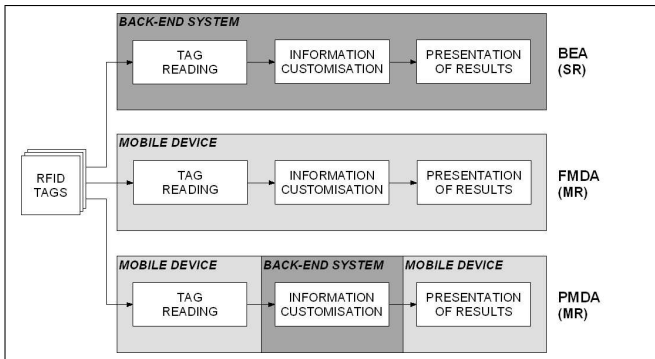 BACK-END SYSTEM
TAG
READING
INFORMATION
CUSTOMISATION
PRESENTATION
OF RESULTS
BEA
(SR)
RFID
TAGS
MOBILE DEVICE
TAG
READING
INFORMATION
CUSTOMISATION
PRESENTATION
OF RESULTS
FMDA
(MR)
MOBILE DEVICE
BACK-END SYSTEM
MOBILE DEVICE
TAG
READING
INFORMATION
CUSTOMISATION
PRESENTATION
OF RESULTS
PMDA
(MR)